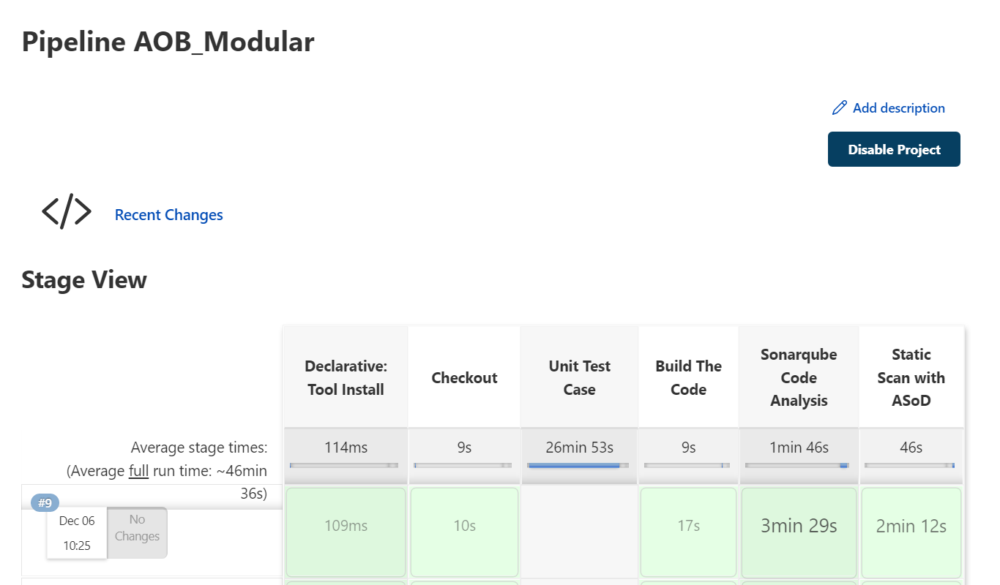 Pipeline AOB_Modular
Add description
Disable Project
Recent Changes
Stage View
Declarative:
Tool Install
Checkout
Unit Test
Case
Build The
Code
Sonarqube
Code
Analysis
Static
Scan with
ASoD
Average stage times:
(Average full run time: ~46min
36s)
114ms
9s
26min 53s
9s
1min 46s
46s
#9
Dec 06
10:25
No
Changes
109ms
10s
17s
3min 29s
2min 12s